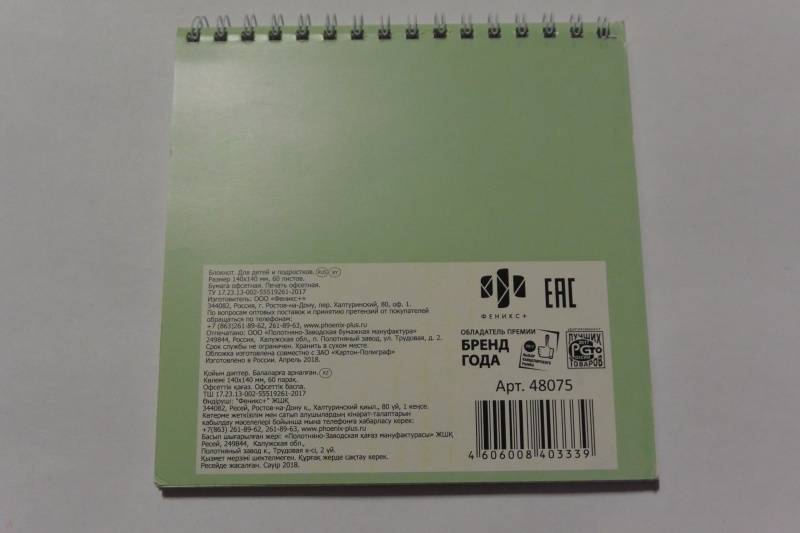 Блокнот. Для детей и подростков. RUS KY
Размер 140х140 мм, 60 листов.
Бумага офсетная. Печать офсетная.
ТУ 17.23.13-002-55519261-2017
Изготовитель: ООО «Феникс+»
344082, Россия, г. Ростов-на-Дону, пер. Халтуринский, 80, оф. 1.
По вопросам оптовых поставок и принятию претензий от покупателей
обращаться по телефонам:
+7 (863)261-89-62, 261-89-63, www.phoenix-plus.ru
Отпечатано: ООО «Полотняно-Заводская бумажная мануфактура»
249844, Россия, Калужская обл., п. Полотняный завод, ул. Трудовая, д. 2.
Срок службы не ограничен. Хранить в сухом месте.
Обложка изготовлена совместно с ЗАО «Картон-Полиграф»
Изготовлено в России. Апрель 2018.
Қойын дәптер. Балаларға арналған. KZ
Көлемі 140х140 мм, 60 парақ.
Офсеттік қағаз. Офсеттік баспа.
ТШ 17.23.13-002-55519261-2017
Өндіруші: "Феникс+" ЖШҚ
344082, Ресей, Ростов-на-Дону қ., Халтуринский қиыл., 80 үй, 1 кеңсе.
Көтерме жеткізілім мен сатып алушылардың кінәрат-талаптарын
қабылдау мәселелері бойынша мына телефонға хабарласу керек:
+7(863) 261-89-62, 261-89-63, www.phoenix-plus.ru
Басып шығарылған жері: «Полотняно-Заводская қағаз мануфактурасы» ЖШҚ
Ресей, 249844, Калужская обл.,
Полотняный завод к., Трудовая к-сі, 2 үй.
Қызмет мерзімі шектелмеген. Құрғақ жерде сақтау керек.
Ресейде жасалған. Сәуір 2018.
ФЕНИКС+
ЕАС
ОБЛАДАТЕЛЬ ПРЕМИИ
БРЕНД
ГОДА
ЛУЧШИХ
ТОВАРОВ
Арт. 48075
4 606008 403339